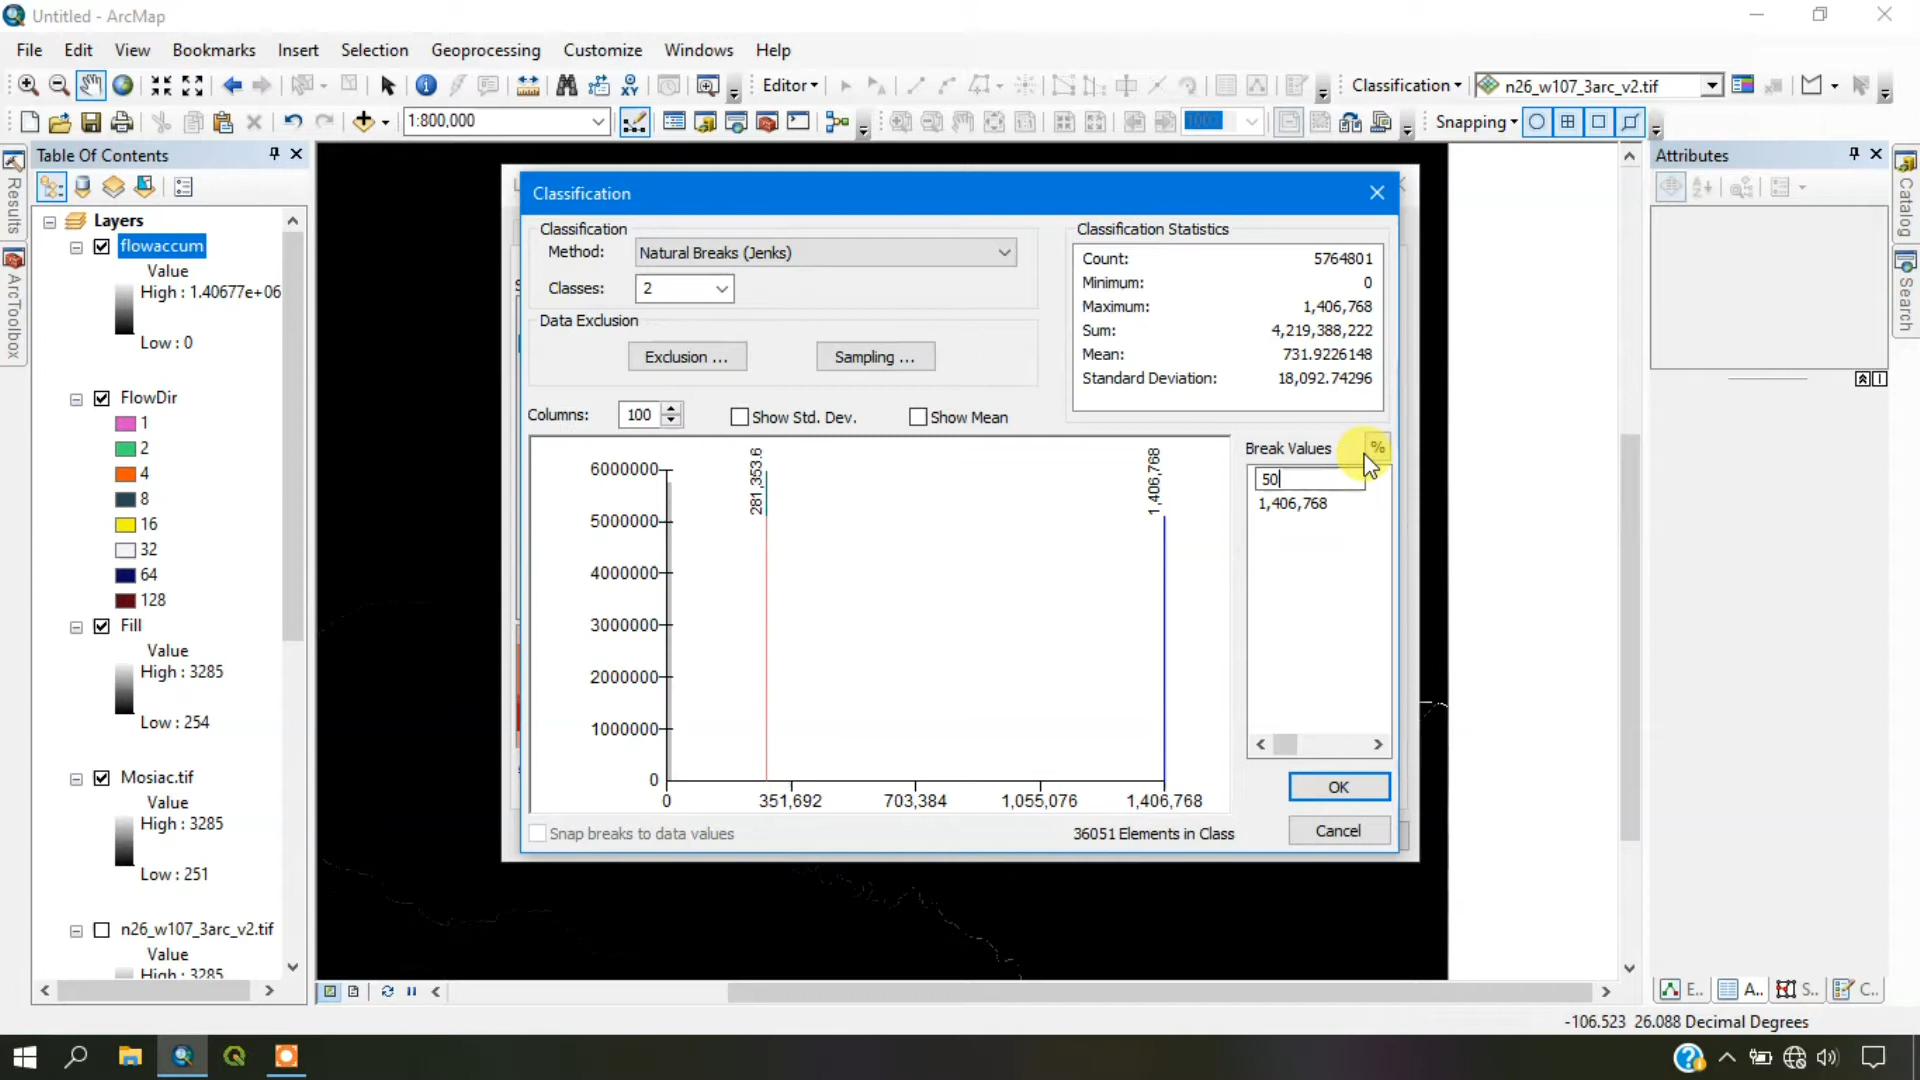 Untitled - ArcMap
File Edit View Bookmarks Insert Selection Geoprocessing Customize Windows Help
Editor Classification n26_w107_3arc_v2.tif
1:800,000 1000 Snapping
Table Of Contents
Attributes
Results
ArcToolbox
Catalog
Search
Layers
flowaccum
Value
High : 1.40677e+06
Low : 0
FlowDir
1
2
4
8
16
32
64
128
Fill
Value
High : 3285
Low : 254
Mosiac.tif
Value
High : 3285
Low : 251
n26_w107_3arc_v2.tif
Value
High : 3285
Classification
Classification
Method: Natural Breaks (Jenks)
Classes: 2
Data Exclusion
Exclusion ... Sampling ...
Classification Statistics
Count: 5764801
Minimum: 0
Maximum: 1,406,768
Sum: 4,219,388,222
Mean: 731.9226148
Standard Deviation: 18,092.74296
Columns: 100 Show Std. Dev. Show Mean
Break Values %
50
1,406,768
281,353.6
1,406,768
6000000
5000000
4000000
3000000
2000000
1000000
0
0 351,692 703,384 1,055,076 1,406,768
Snap breaks to data values
36051 Elements in Class
OK
Cancel
E.. A.. S.. C..
-106.523 26.088 Decimal Degrees